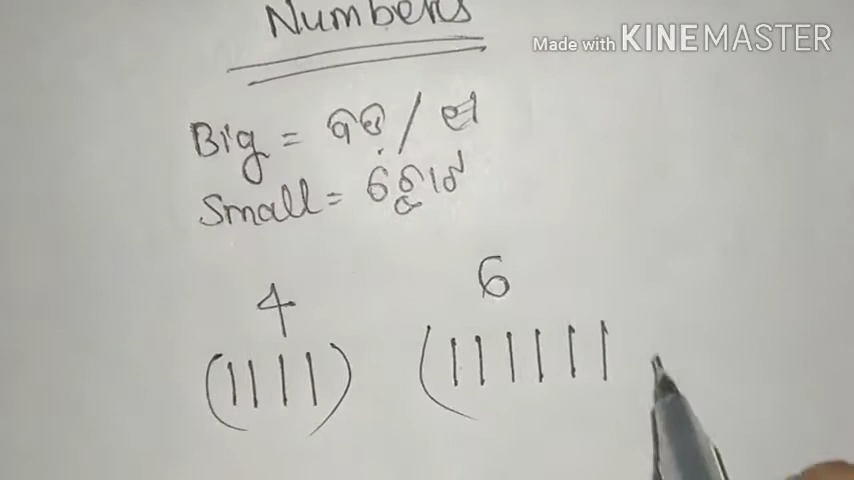 Numbers
Made with KINEMASTER
Big = ବଡ଼ /
Small = ଛୋଟ
4 6